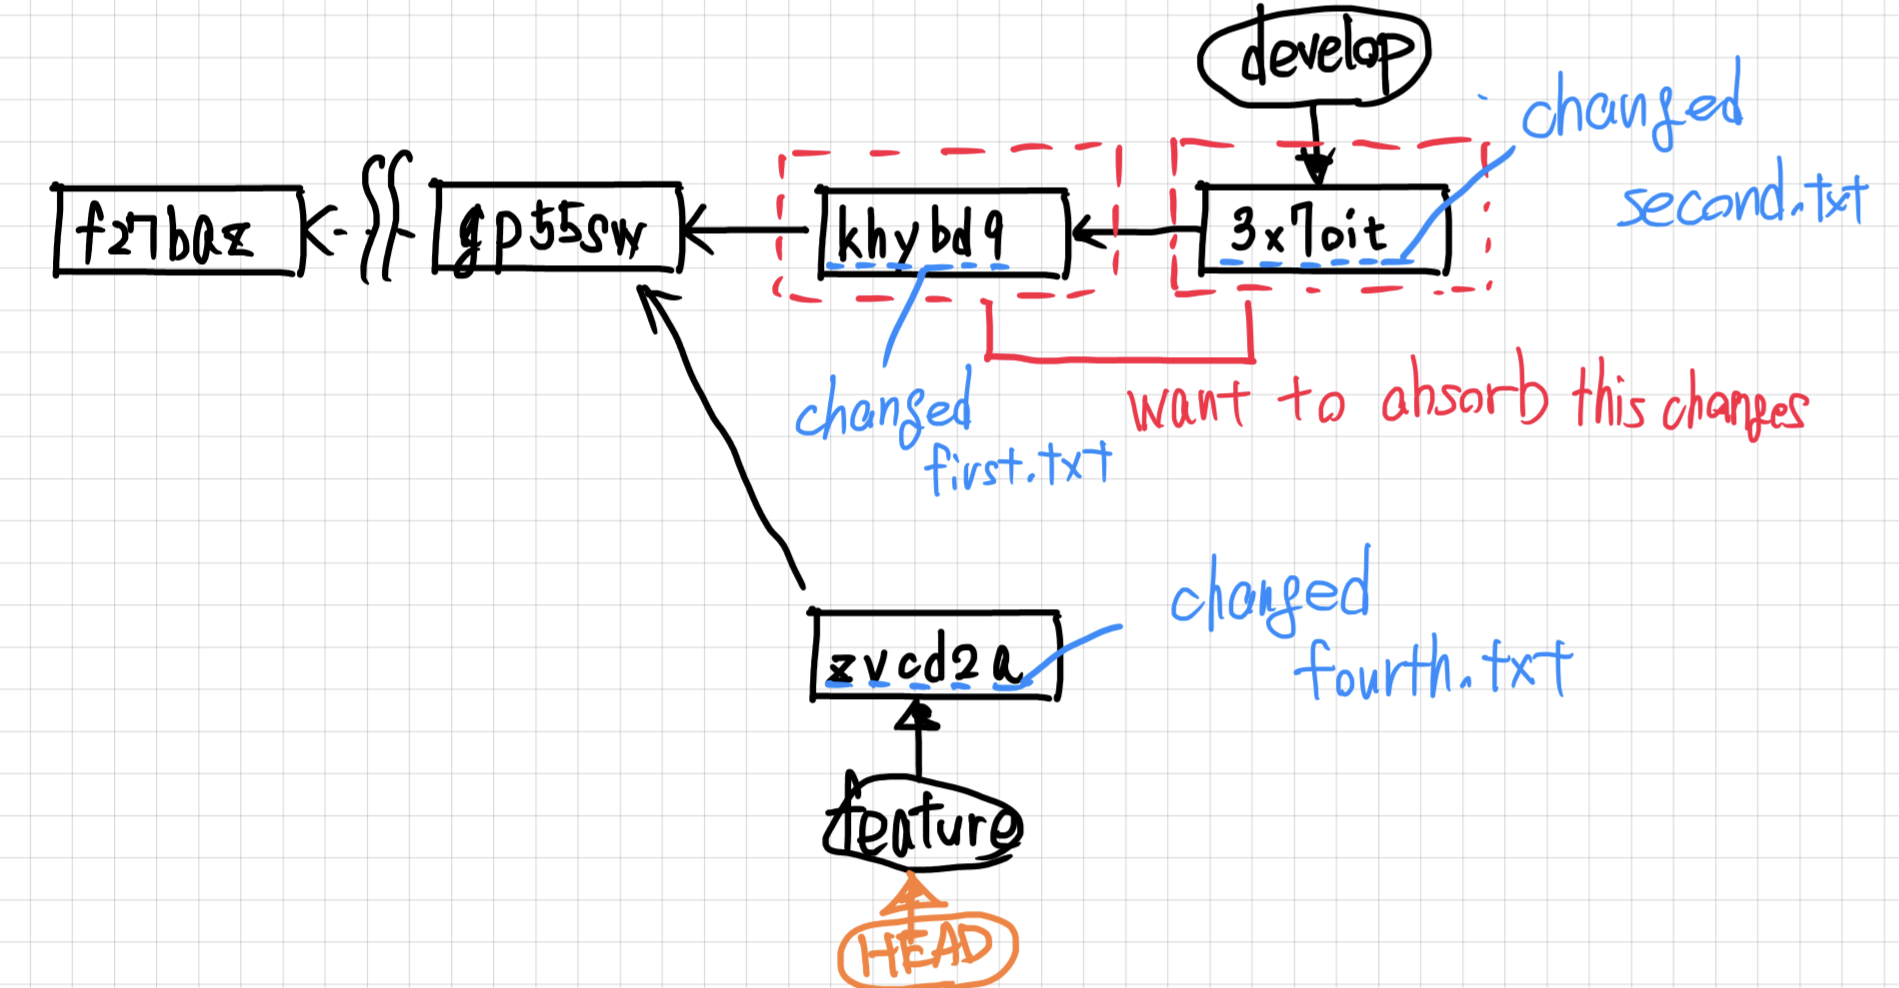 develop
changed
second.txt
f27baz
gp55sw
khybd9
3x7oit
changed
first.txt
want to absorb this changes
changed
fourth.txt
zvcd2a
feature
HEAD